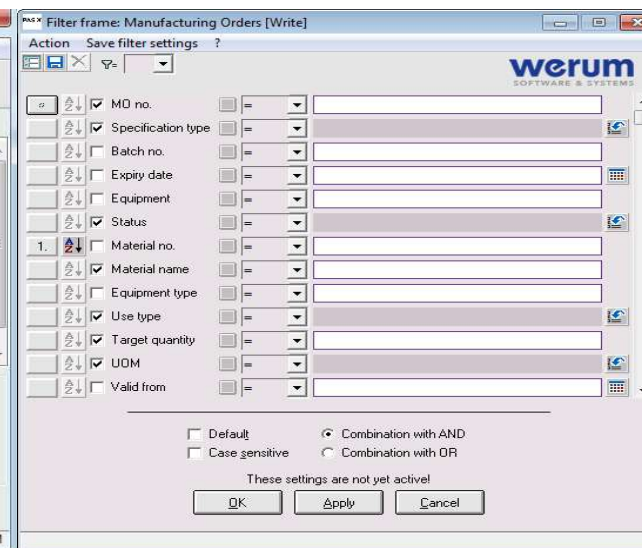 PAS X Filter frame: Manufacturing Orders [Write]
Action Save filter settings ?
werum
SOFTWARE & SYSTEMS
MO no. =
Specification type =
Batch no. =
Expiry date =
Equipment =
Status =
1. Material no. =
Material name =
Equipment type =
Use type =
Target quantity =
UOM =
Valid from =
Default Combination with AND
Case sensitive Combination with OR
These settings are not yet active!
OK Apply Cancel